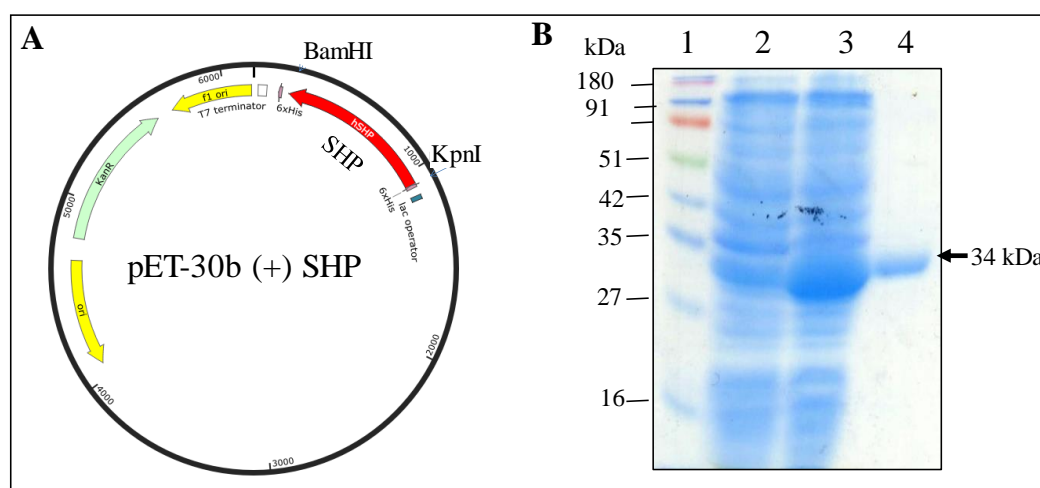 A
BamHI
6000
f1 ori
T7 terminator
6xHis
hSHP
SHP
1000
KpnI
6xHis
lac operator
KanR
5000
pET-30b (+) SHP
ori
2000
4000
3000
B
kDa 1 2 3 4
180
91
51
42
35
34 kDa
27
16